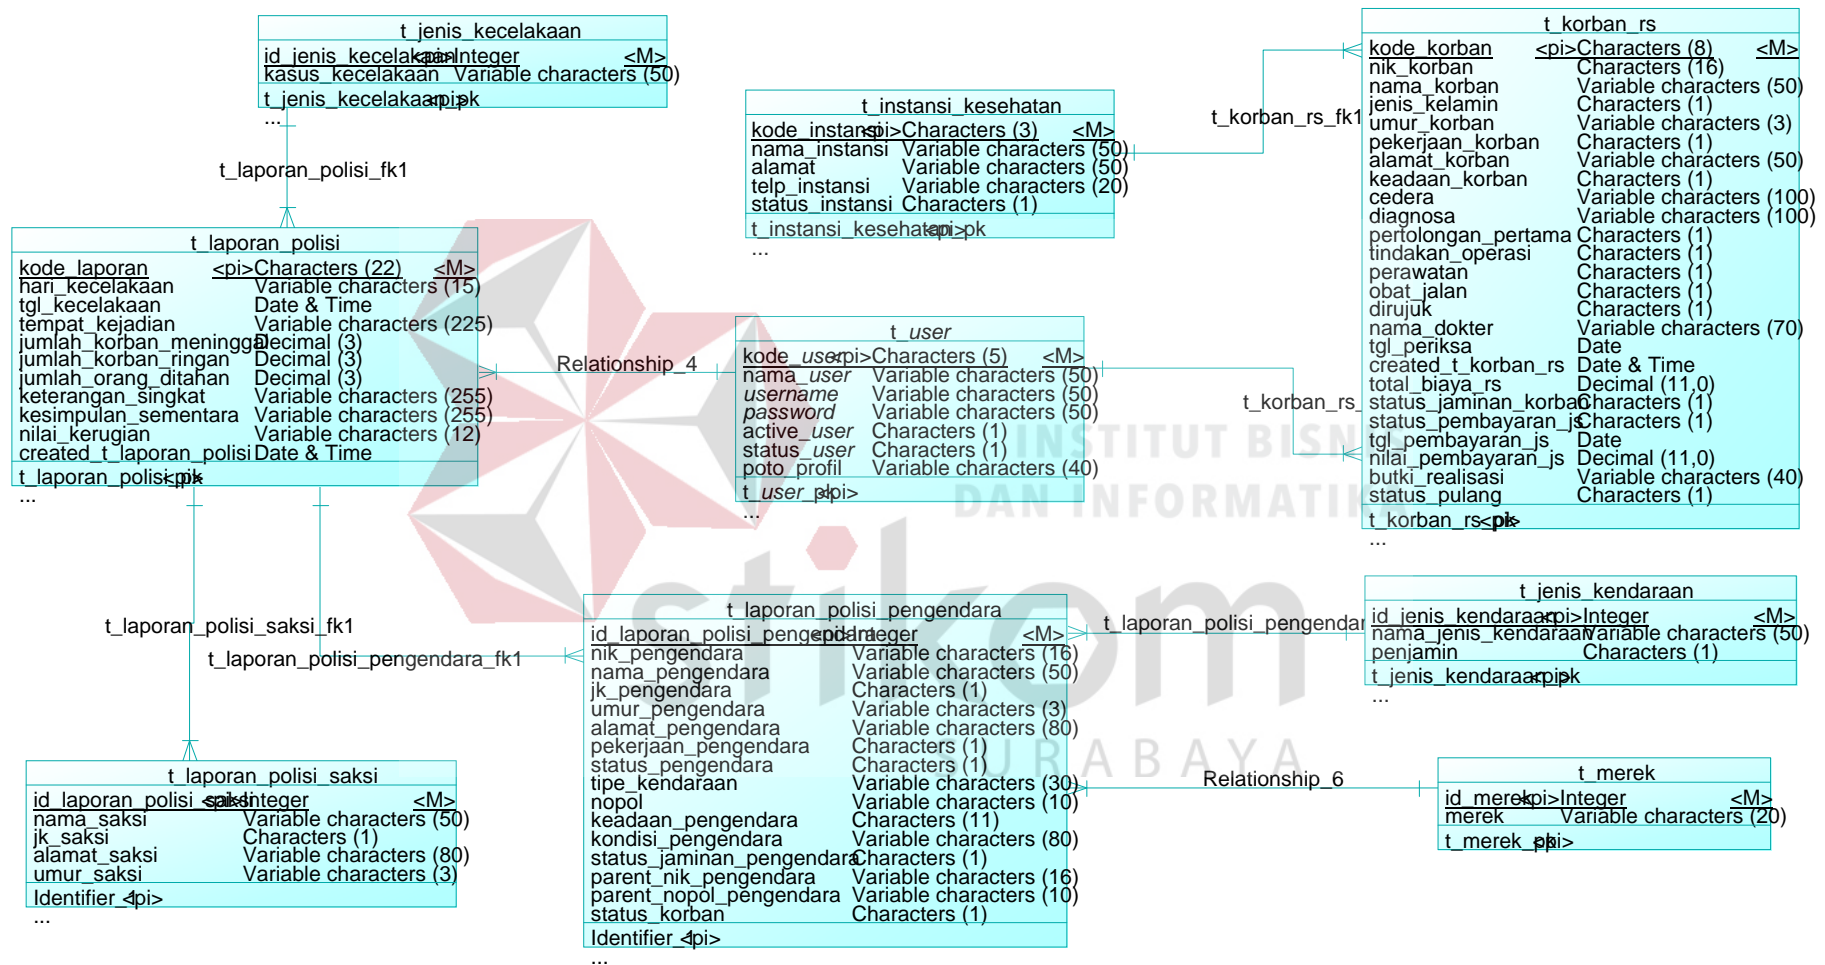 t_jenis_kecelakaan
id_jenis_kecelakaan <pi> Integer <M>
kasus_kecelakaan Variable characters (50)
t_jenis_kecelakaan_pk <pi>
...
t_laporan_polisi_fk1
t_laporan_polisi
kode_laporan <pi> Characters (22) <M>
hari_kecelakaan Variable characters (15)
tgl_kecelakaan Date & Time
tempat_kejadian Variable characters (225)
jumlah_korban_meninggal Decimal (3)
jumlah_korban_ringan Decimal (3)
jumlah_orang_ditahan Decimal (3)
keterangan_singkat Variable characters (255)
kesimpulan_sementara Variable characters (255)
nilai_kerugian Variable characters (12)
created_t_laporan_polisi Date & Time
t_laporan_polisi_pk <pi>
...
t_instansi_kesehatan
kode_instansi <pi> Characters (3) <M>
nama_instansi Variable characters (50)
alamat Variable characters (50)
telp_instansi Variable characters (20)
status_instansi Characters (1)
t_instansi_kesehatan_pk <pi>
...
t_korban_rs_fk1
t_korban_rs
kode_korban <pi> Characters (8) <M>
nik_korban Characters (16)
nama_korban Variable characters (50)
jenis_kelamin Characters (1)
umur_korban Variable characters (3)
pekerjaan_korban Characters (1)
alamat_korban Variable characters (50)
keadaan_korban Characters (1)
cedera Variable characters (100)
diagnosa Variable characters (100)
pertolongan_pertama Characters (1)
tindakan_operasi Characters (1)
perawatan Characters (1)
obat_jalan Characters (1)
dirujuk Characters (1)
nama_dokter Variable characters (70)
tgl_periksa Date
created_t_korban_rs Date & Time
total_biaya_rs Decimal (11,0)
status_jaminan_korban Characters (1)
status_pembayaran_js Characters (1)
tgl_pembayaran_js Date
nilai_pembayaran_js Decimal (11,0)
butki_realisasi Variable characters (40)
status_pulang Characters (1)
t_korban_rs_pk <pi>
...
Relationship_4
t_user
kode_user <pi> Characters (5) <M>
nama_user Variable characters (50)
username Variable characters (50)
password Variable characters (50)
active_user Characters (1)
status_user Characters (1)
poto_profil Variable characters (40)
t_user_pk <pi>
...
t_korban_rs_
INSTITUT BISNIS
DAN INFORMATIKA
stikom
SURABAYA
t_laporan_polisi_saksi_fk1
t_laporan_polisi_pengendara_fk1
t_laporan_polisi_pengendara
id_laporan_polisi_pengendara <pi> Integer <M>
nik_pengendara Variable characters (16)
nama_pengendara Variable characters (50)
jk_pengendara Characters (1)
umur_pengendara Variable characters (3)
alamat_pengendara Variable characters (80)
pekerjaan_pengendara Characters (1)
status_pengendara Characters (1)
tipe_kendaraan Variable characters (30)
nopol Variable characters (10)
keadaan_pengendara Characters (11)
kondisi_pengendara Variable characters (80)
status_jaminan_pengendara Characters (1)
parent_nik_pengendara Variable characters (16)
parent_nopol_pengendara Variable characters (10)
status_korban Characters (1)
Identifier_1 <pi>
...
t_laporan_polisi_pengendar
t_jenis_kendaraan
id_jenis_kendaraan <pi> Integer <M>
nama_jenis_kendaraan Variable characters (50)
penjamin Characters (1)
t_jenis_kendaraan_pk <pi>
...
Relationship_6
t_merek
id_merek <pi> Integer <M>
merek Variable characters (20)
t_merek_pk <pi>
t_laporan_polisi_saksi
id_laporan_polisi_saksi <pi> Integer <M>
nama_saksi Variable characters (50)
jk_saksi Characters (1)
alamat_saksi Variable characters (80)
umur_saksi Variable characters (3)
Identifier_1 <pi>
...